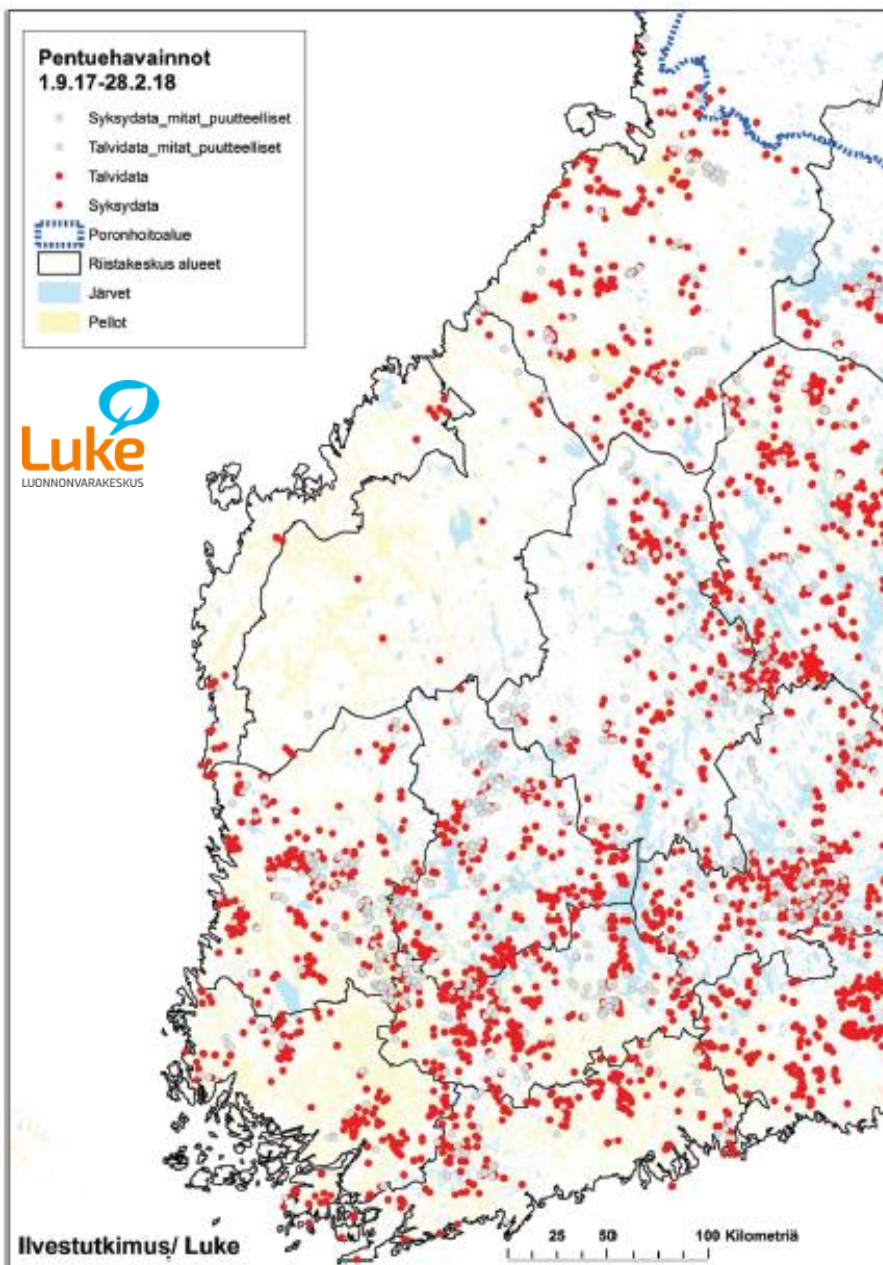 Pentuehavainnot
1.9.17-28.2.18
Syksydata_mitat_puutteelliset
Talvidata_mitat_puutteelliset
Talvidata
Syksydata
Poronhoitoalue
Riistakeskus alueet
Järvet
Pellot
Luke
LUONNONVARAKESKUS
Ilvestutkimus/ Luke
0 25 50 100 Kilometriä